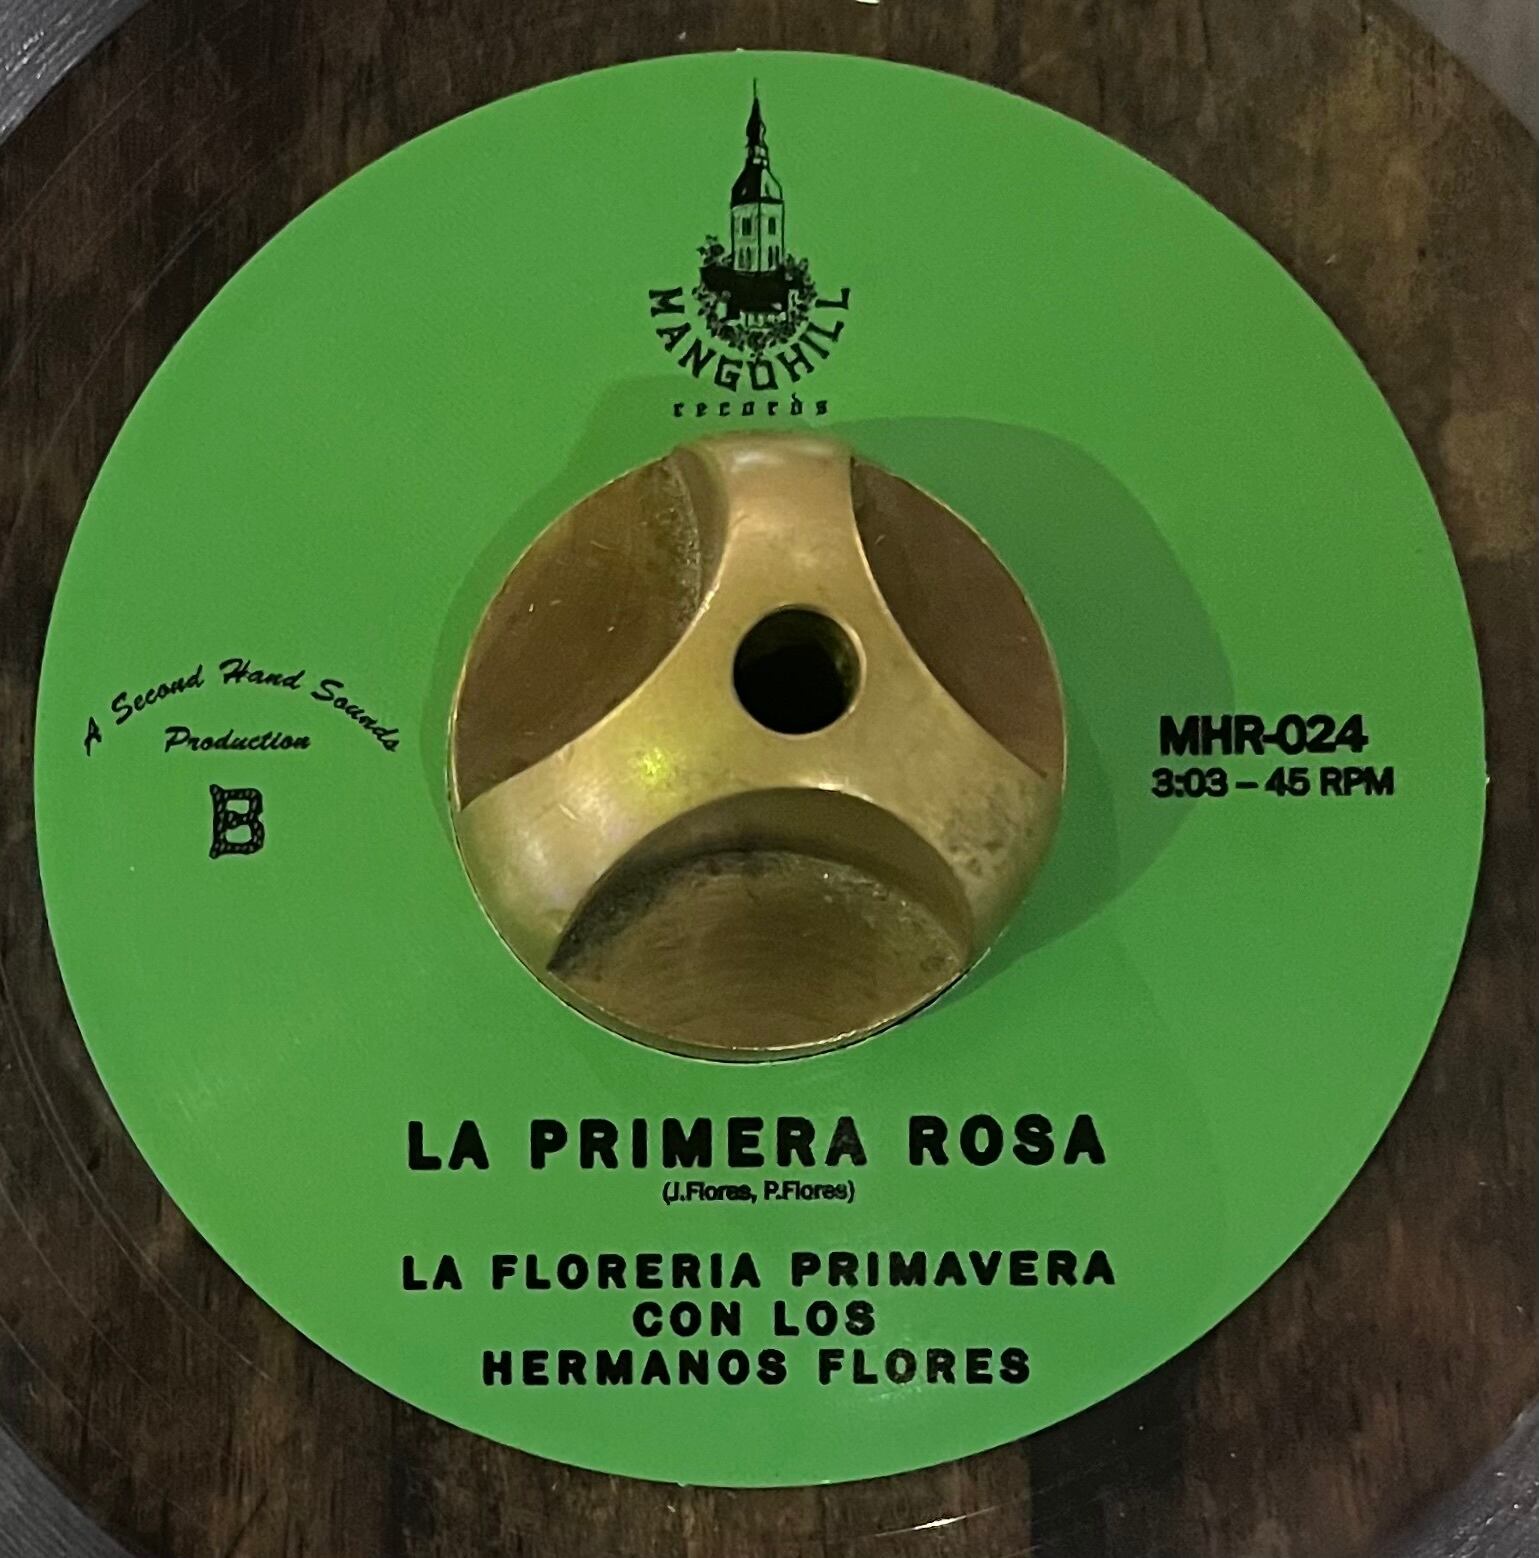 MANGOHILL
records
A Second Hand Sounds
Production
B
MHR-024
3:03 – 45 RPM
LA PRIMERA ROSA
(J.Flores, P.Flores)
LA FLORERIA PRIMAVERA
CON LOS
HERMANOS FLORES